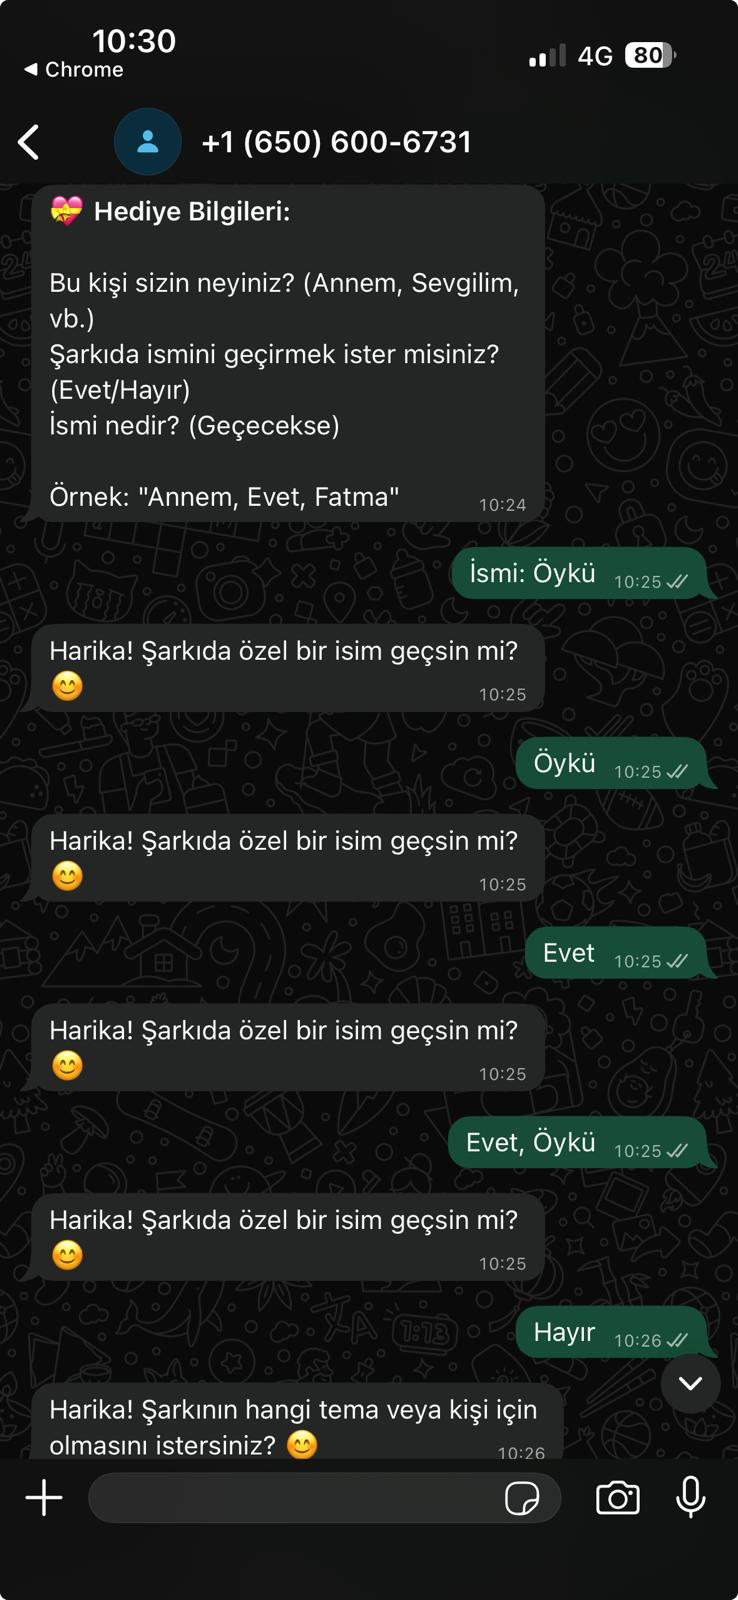 10:30
4G
80
◀ Chrome
+1 (650) 600-6731
💝 Hediye Bilgileri:
Bu kişi sizin neyiniz? (Annem, Sevgilim,
vb.)
Şarkıda ismini geçirmek ister misiniz?
(Evet/Hayır)
İsmi nedir? (Geçecekse)
Örnek: "Annem, Evet, Fatma"
10:24
İsmi: Öykü
10:25
Harika! Şarkıda özel bir isim geçsin mi?
😊
10:25
Öykü
10:25
Harika! Şarkıda özel bir isim geçsin mi?
😊
10:25
Evet
10:25
Harika! Şarkıda özel bir isim geçsin mi?
😊
10:25
Evet, Öykü
10:25
Harika! Şarkıda özel bir isim geçsin mi?
😊
10:25
Hayır
10:26
Harika! Şarkının hangi tema veya kişi için
olmasını istersiniz? 😊
10:26